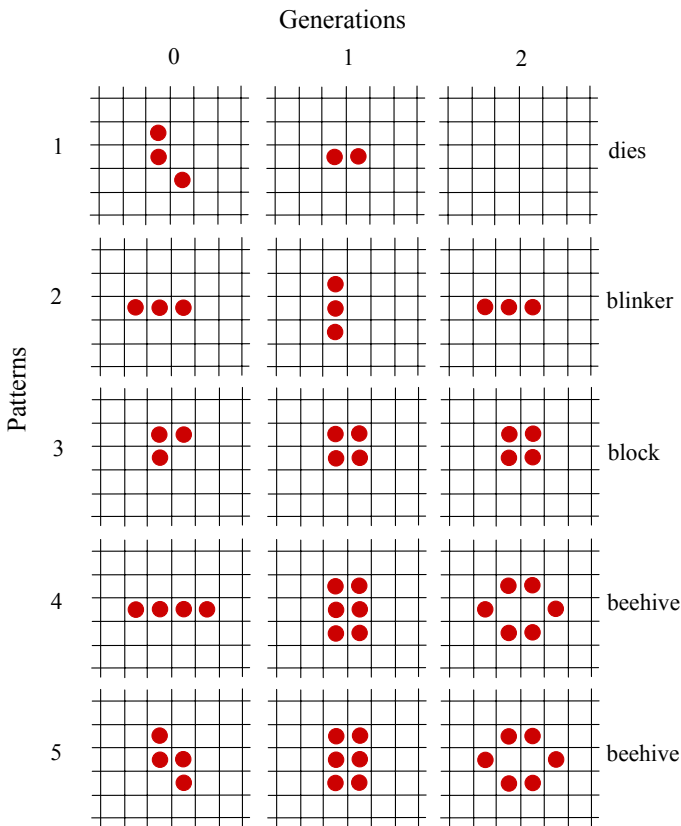 Generations
0 1 2
Patterns
1 dies
2 blinker
3 block
4 beehive
5 beehive